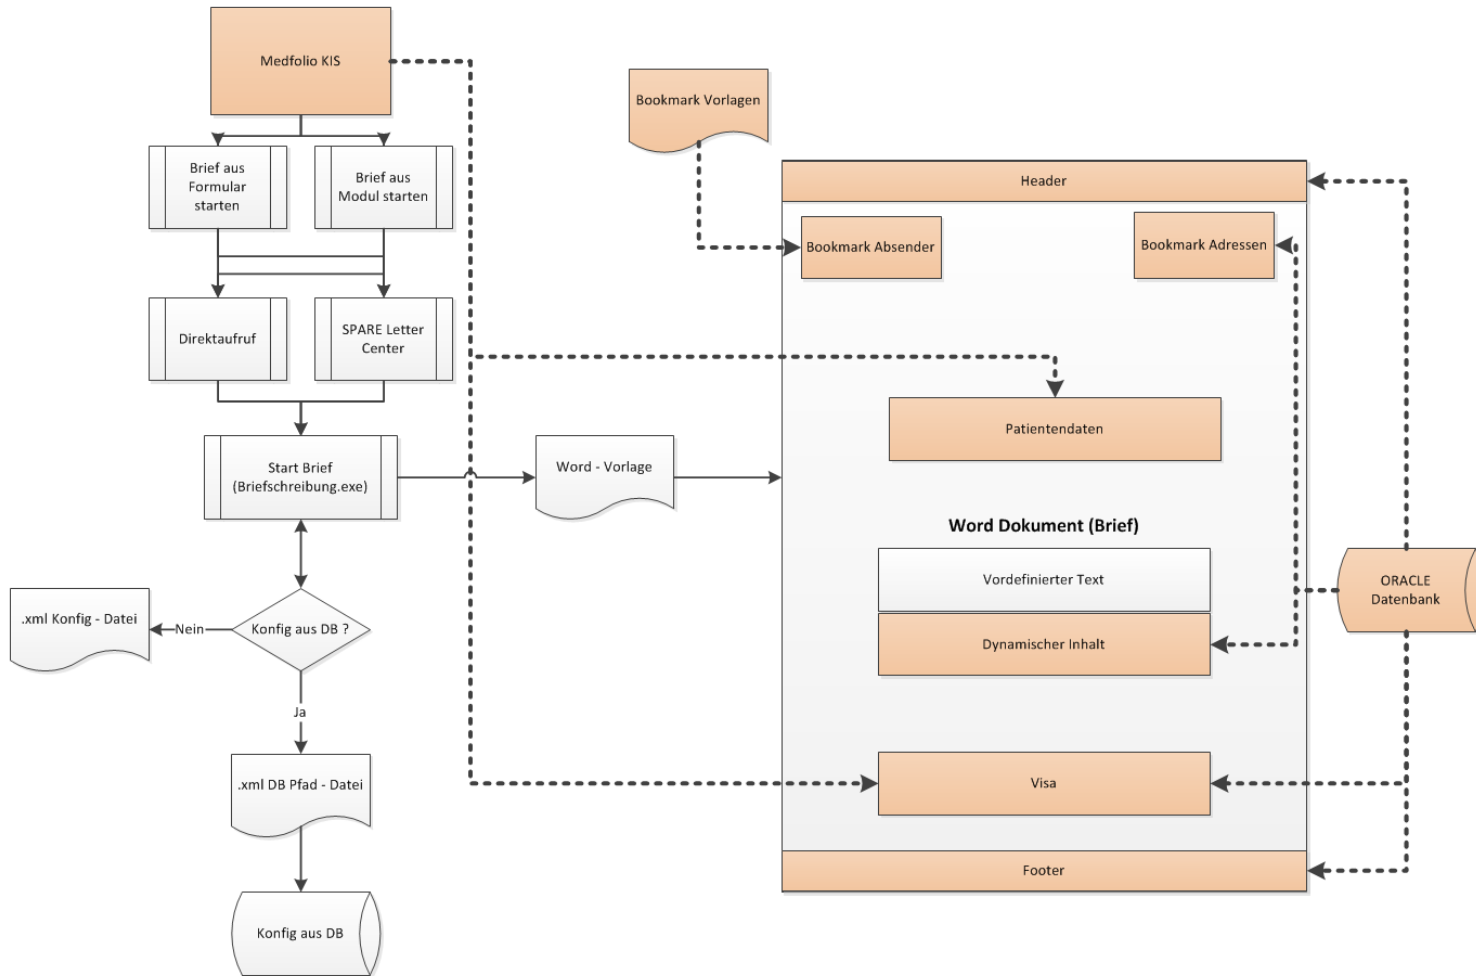 Medfolio KIS
Bookmark Vorlagen
Brief aus
Formular
starten
Brief aus
Modul starten
Header
Bookmark Absender
Bookmark Adressen
Direktaufruf
SPARE Letter
Center
Patientendaten
Start Brief
(Briefschreibung.exe)
Word - Vorlage
Word Dokument (Brief)
Vordefinierter Text
ORACLE
Datenbank
.xml Konfig - Datei
Nein
Konfig aus DB ?
Dynamischer Inhalt
Ja
.xml DB Pfad - Datei
Visa
Footer
Konfig aus DB